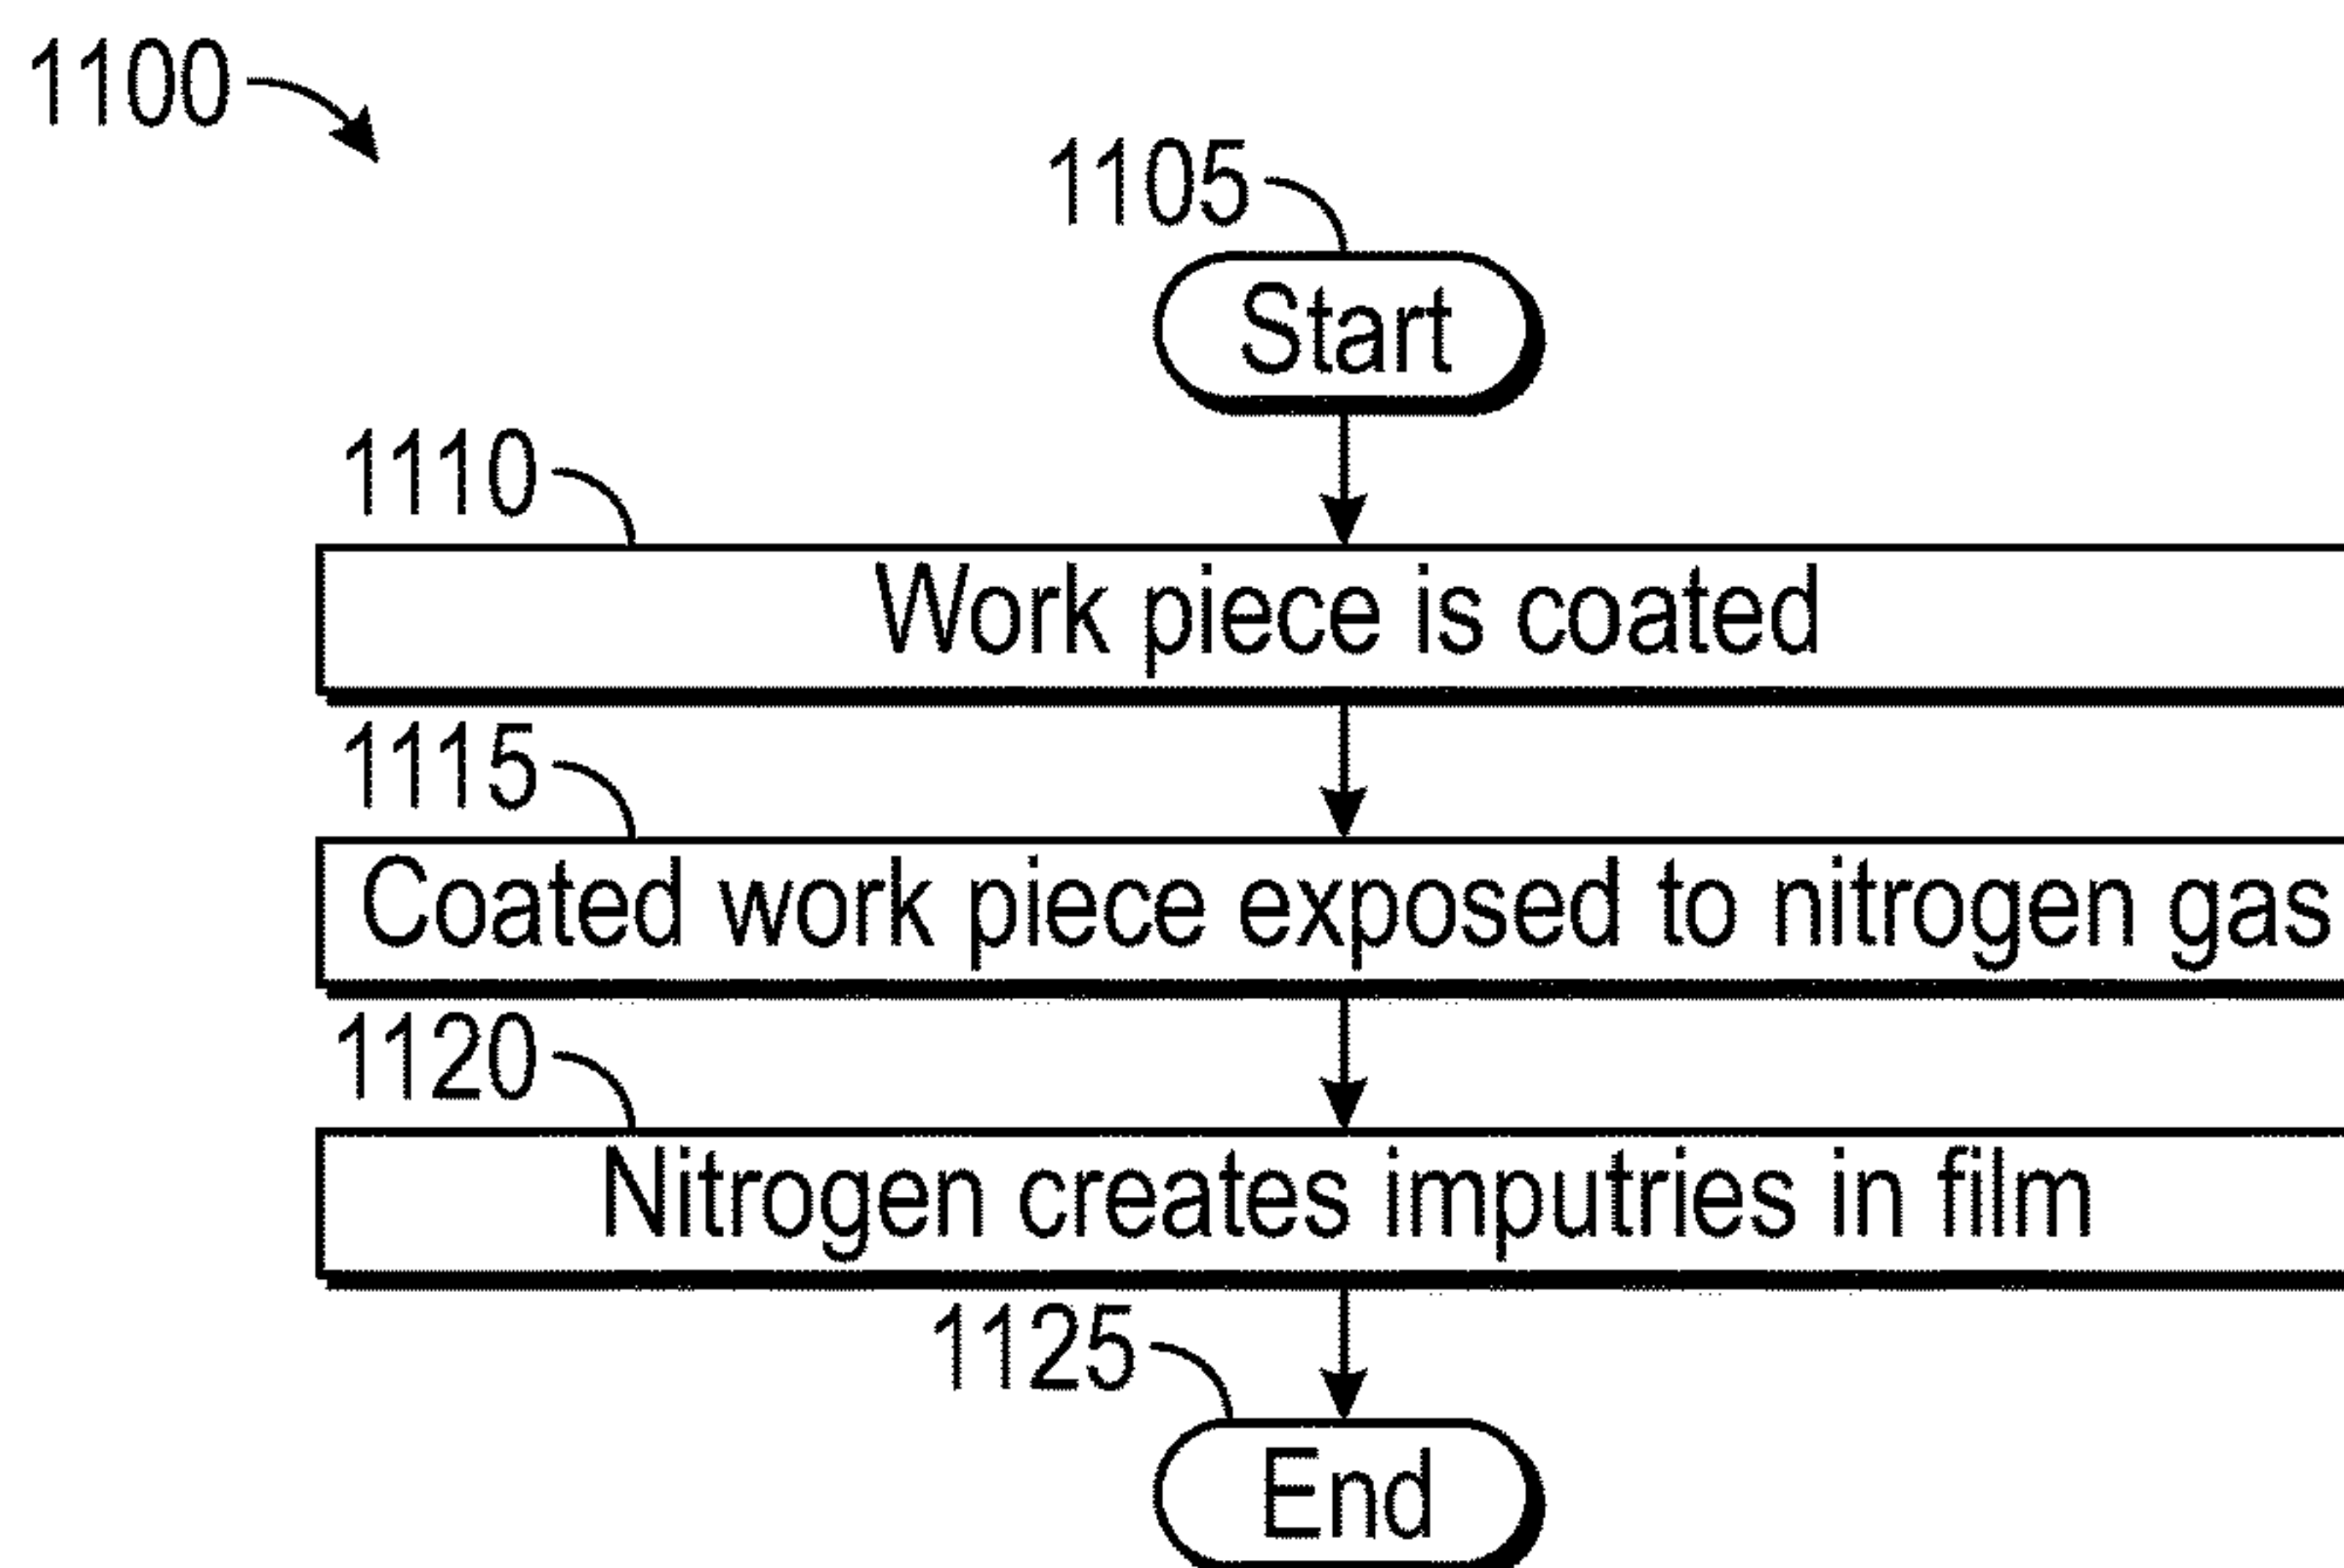 1100
1105
Start
1110
Work piece is coated
1115
Coated work piece exposed to nitrogen gas
1120
Nitrogen creates imputries in film
1125
End